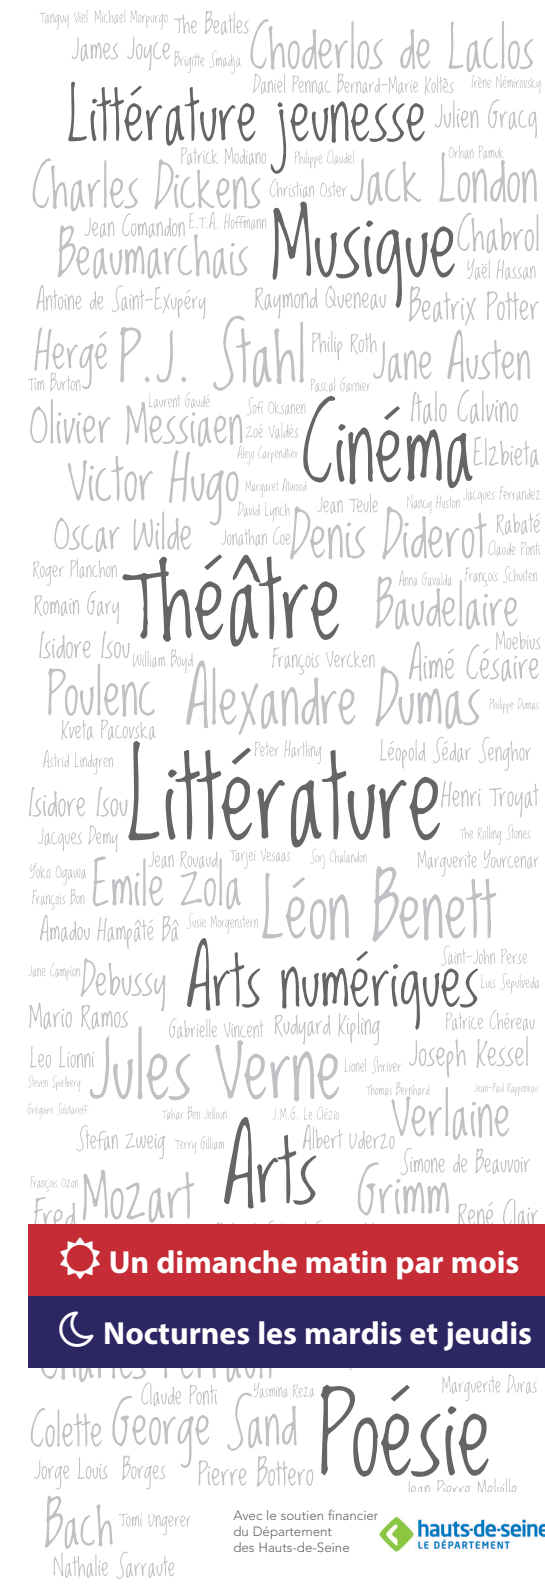 Tanguy Viel Michael Morpurgo The Beatles
James Joyce Brigitte Smadja Choderlos de Laclos
Daniel Pennac Bernard-Marie Koltès Irène Némirovsky
Littérature jeunesse Julien Gracq
Patrick Modiano Philippe Claudel Orhan Pamuk
Charles Dickens Christian Oster Jack London
Jean Comandon E.T.A. Hoffmann Musique Chabrol
Beaumarchais Yaël Hassan
Antoine de Saint-Exupéry Raymond Queneau Beatrix Potter
Hergé P.J. Stahl Philip Roth Jane Austen
Tim Burton Pascal Garnier
Laurent Gaudé Sofi Oksanen Italo Calvino
Olivier Messiaen Zoé Valdés Cinéma Elzbieta
Alejo Carpendtier
Victor Hugo Margaret Atwood
David Lynch Jean Teule Nancy Huston Jacques Ferrandez
Oscar Wilde Jonathan Coe Denis Diderot Rabaté
Claude Ponti
Roger Planchon Théâtre Anna Gavalda François Schuiten
Romain Gary Baudelaire
Isidore Isou William Boyd François Vercken Aimé Césaire Moebius
Poulenc Alexandre Dumas Philippe Dumas
Kveta Pacovska
Astrid Lindgren Peter Hartling Léopold Sédar Senghor
Isidore Isou Littérature Henri Troyat
Jacques Demy The Rolling Stones
Yoko Ogawa Jean Rouaud Tarjei Vesaas Sorj Chalandon Marguerite Yourcenar
François Bon Emile Zola Léon Benett
Amadou Hampâté Bâ Susie Morgenstern
Jane Campion Debussy Arts numériques Saint-John Perse
Luis Sepulveda
Mario Ramos Gabrielle Vincent Rudyard Kipling Patrice Chéreau
Leo Lionni Jules Verne Lionel Shriver Joseph Kessel
Steven Spielberg Thomas Bernhard Jean-Paul Rappeneau
Grégoire Solotareff Tahar Ben Jelloun J.M.G. Le Clézio Verlaine
Stefan Zweig Terry Gilliam Arts Albert Uderzo
Simone de Beauvoir
François Ozon Mozart Grimm
Fred René Clair
Un dimanche matin par mois
Nocturnes les mardis et jeudis
Charles Perrault
Claude Ponti Yasmina Reza Marguerite Duras
Colette George Sand Poésie
Jorge Louis Borges Pierre Bottero
Jean Pierre Melville
Bach Tomi Ungerer
Nathalie Sarraute
Avec le soutien financier
du Département
des Hauts-de-Seine
hauts-de-seine
LE DÉPARTEMENT